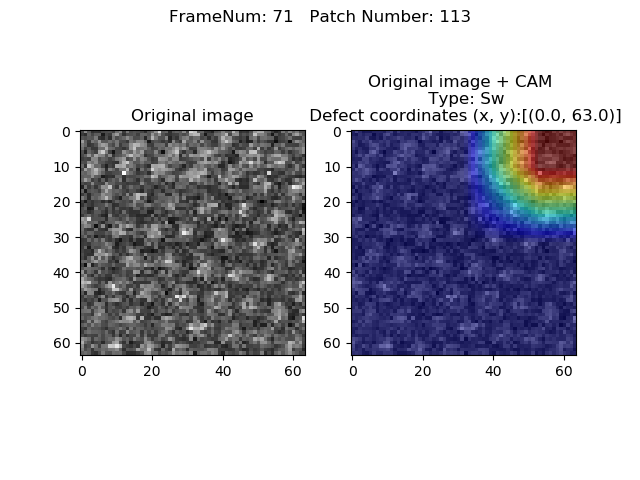 FrameNum: 71   Patch Number: 113
Original image
Original image + CAM
Type: Sw
Defect coordinates (x, y):[(0.0, 63.0)]
0
10
20
30
40
50
60
0 20 40 60
0
10
20
30
40
50
60
0 20 40 60